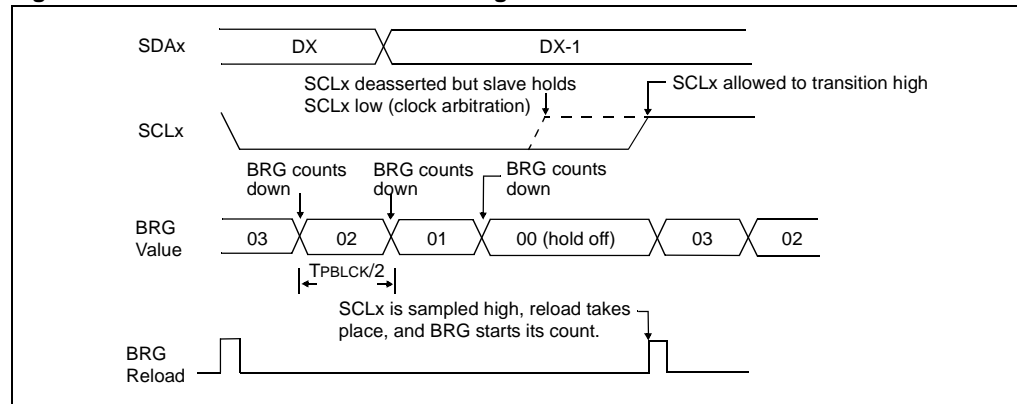 SDAx
DX
DX-1
SCLx deasserted but slave holds
SCLx low (clock arbitration)
SCLx allowed to transition high
SCLx
BRG counts
down
BRG counts
down
BRG counts
down
BRG
Value
03
02
01
00 (hold off)
03
02
TPBLCK/2
SCLx is sampled high, reload takes
place, and BRG starts its count.
BRG
Reload